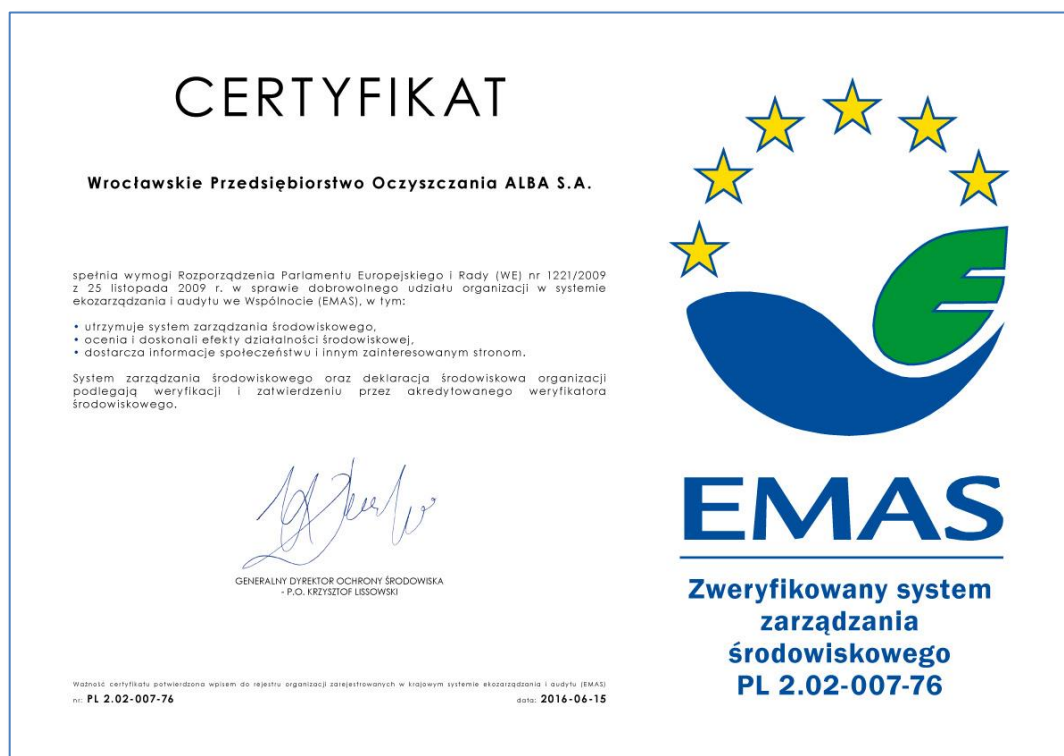 CERTYFIKAT
Wrocławskie Przedsiębiorstwo Oczyszczania ALBA S.A.
spełnia wymogi Rozporządzenia Parlamentu Europejskiego i Rady (WE) nr 1221/2009
z 25 listopada 2009 r. w sprawie dobrowolnego udziału organizacji w systemie
ekozarządzania i audytu we Wspólnocie (EMAS), w tym:
• utrzymuje system zarządzania środowiskowego,
• ocenia i doskonali efekty działalności środowiskowej,
• dostarcza informacje społeczeństwu i innym zainteresowanym stronom.
System zarządzania środowiskowego oraz deklaracja środowiskowa organizacji
podlegają weryfikacji i zatwierdzeniu przez akredytowanego weryfikatora
środowiskowego.
GENERALNY DYREKTOR OCHRONY ŚRODOWISKA
- P.O. KRZYSZTOF LISSOWSKI
Ważność certyfikatu potwierdzona wpisem do rejestru organizacji zarejestrowanych w krajowym systemie ekozarządzania i audytu (EMAS)
nr: PL 2.02-007-76
data: 2016-06-15
EMAS
Zweryfikowany system
zarządzania
środowiskowego
PL 2.02-007-76